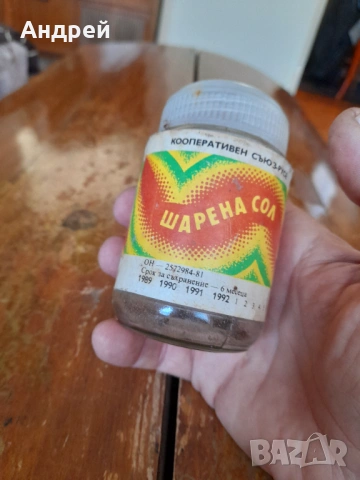 Андрей
КООПЕРАТИВЕН СЪЮЗ-РУСЕ
ШАРЕНА СОЛ
ОН — 2522984-81
Срок за съхранение — 6 месеца
1989 1990 1991 1992 1 2 3 4
BAZAR